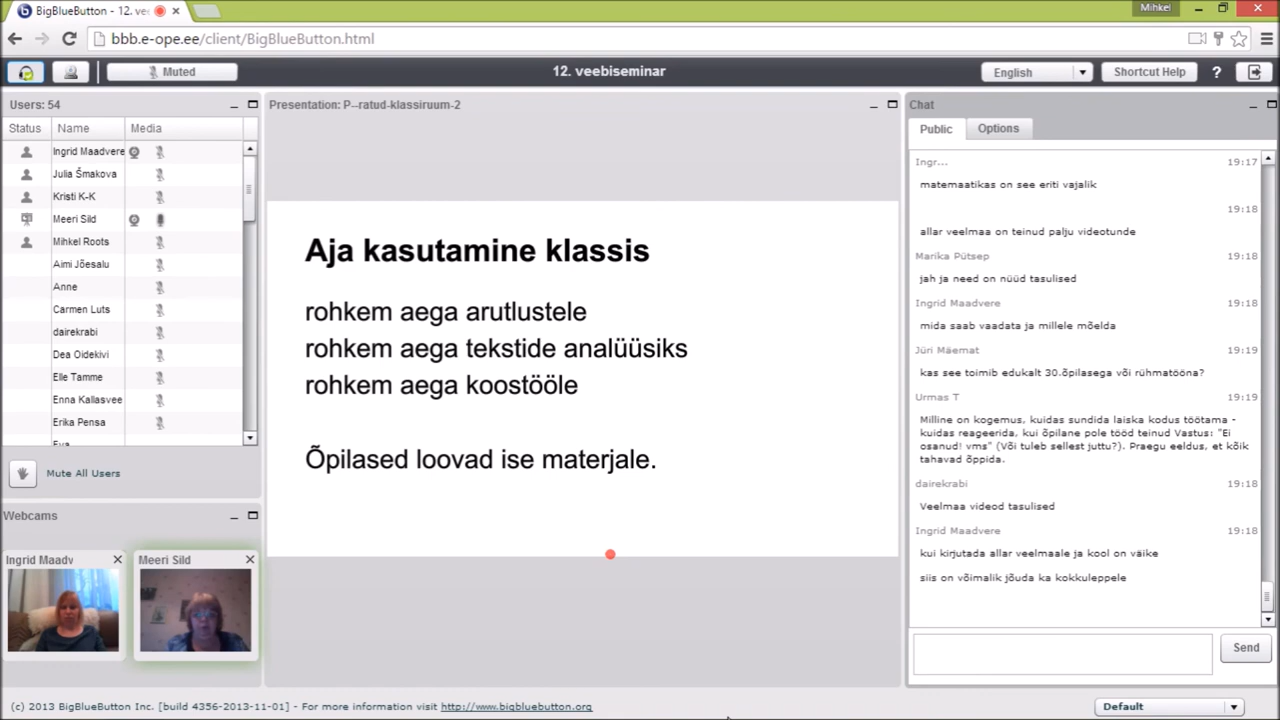 BigBlueButton - 12. vee
Mihkel
bbb.e-ope.ee/client/BigBlueButton.html
Muted
12. veebiseminar
English
Shortcut Help
?
Users: 54
Status Name Media
Ingrid Maadvere
Julia Šmakova
Kristi K-K
Meeri Sild
Mihkel Roots
Aimi Jõesalu
Anne
Carmen Luts
dairekrabi
Dea Oidekivi
Elle Tamme
Enna Kallasvee
Erika Pensa
Eva
Mute All Users
Webcams
Ingrid Maadv
Meeri Sild
Presentation: P--ratud-klassiruum-2
Aja kasutamine klassis
rohkem aega arutlustele
rohkem aega tekstide analüüsiks
rohkem aega koostööle
Õpilased loovad ise materjale.
Chat
Public Options
Ingr... 19:17
matemaatikas on see eriti vajalik
19:18
allar veelmaa on teinud palju videotunde
Marika Pütsep 19:18
jah ja need on nüüd tasulised
Ingrid Maadvere 19:18
mida saab vaadata ja millele mõelda
Jüri Mäemat 19:19
kas see toimib edukalt 30.õpilasega või rühmatööna?
Urmas T 19:19
Milline on kogemus, kuidas sundida laiska kodus töötama -
kuidas reageerida, kui õpilane pole tööd teinud Vastus: "Ei
osanud! vms" (Või tuleb sellest juttu?). Praegu eeldus, et kõik
tahavad õppida.
dairekrabi 19:18
Veelmaa videod tasulised
Ingrid Maadvere 19:18
kui kirjutada allar veelmaale ja kool on väike
siis on võimalik jõuda ka kokkuleppele
Send
(c) 2013 BigBlueButton Inc. [build 4356-2013-11-01] - For more information visit http://www.bigbluebutton.org
Default